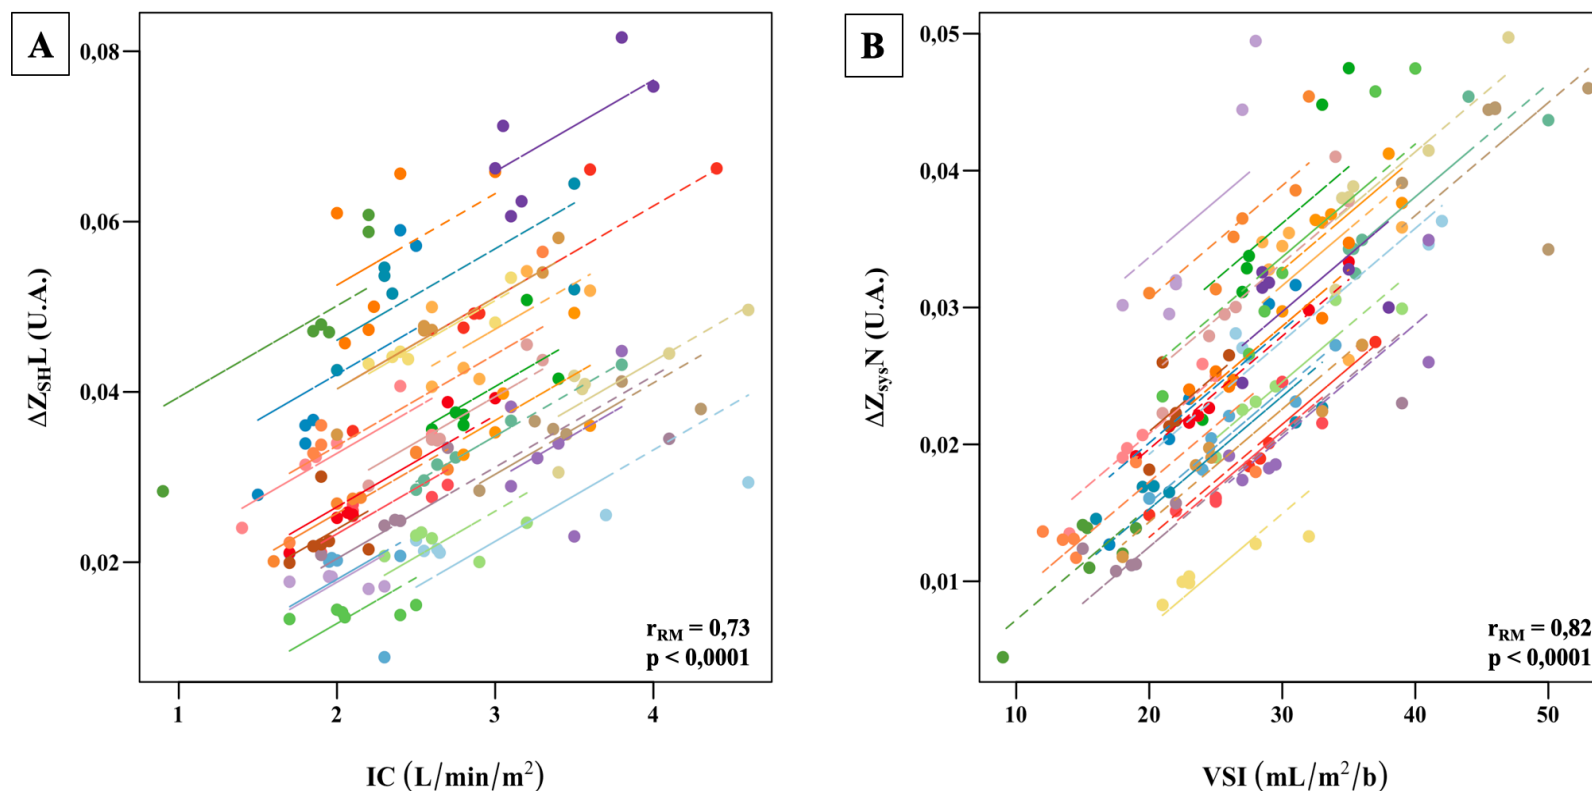 A
B
0,08
0,06
0,04
0,02
ΔZSHL (U.A.)
1
2
3
4
IC (L/min/m²)
rRM = 0,73
p < 0,0001
0,05
0,04
0,03
0,02
0,01
ΔZsysN (U.A.)
10
20
30
40
50
VSI (mL/m²/b)
rRM = 0,82
p < 0,0001